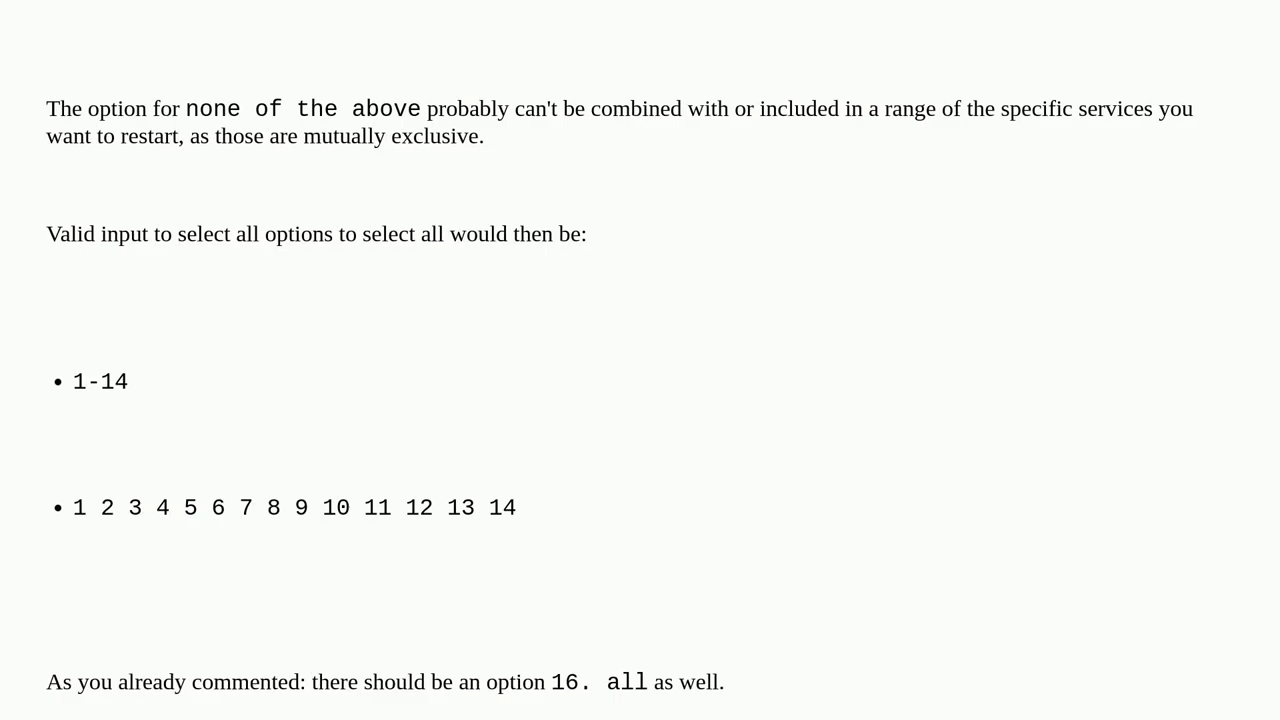 The option for none of the above probably can't be combined with or included in a range of the specific services you
want to restart, as those are mutually exclusive.
Valid input to select all options to select all would then be:
• 1-14
• 1 2 3 4 5 6 7 8 9 10 11 12 13 14
As you already commented: there should be an option 16. all as well.